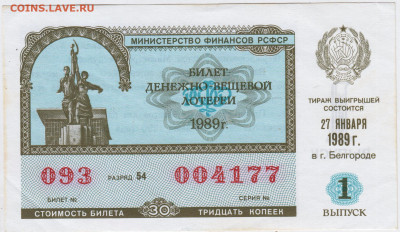 COINS.LAVE.RU
МИНИСТЕРСТВО ФИНАНСОВ РСФСР
БИЛЕТ
ДЕНЕЖНО-ВЕЩЕВОЙ
ЛОТЕРЕИ
1989 г.
ТИРАЖ ВЫИГРЫШЕЙ
СОСТОИТСЯ
27 ЯНВАРЯ
1989 г.
в г. Белгороде
093 РАЗРЯД 54 004177
БИЛЕТ № СЕРИЯ №
1
ВЫПУСК
СТОИМОСТЬ БИЛЕТА 30 ТРИДЦАТЬ КОПЕЕК